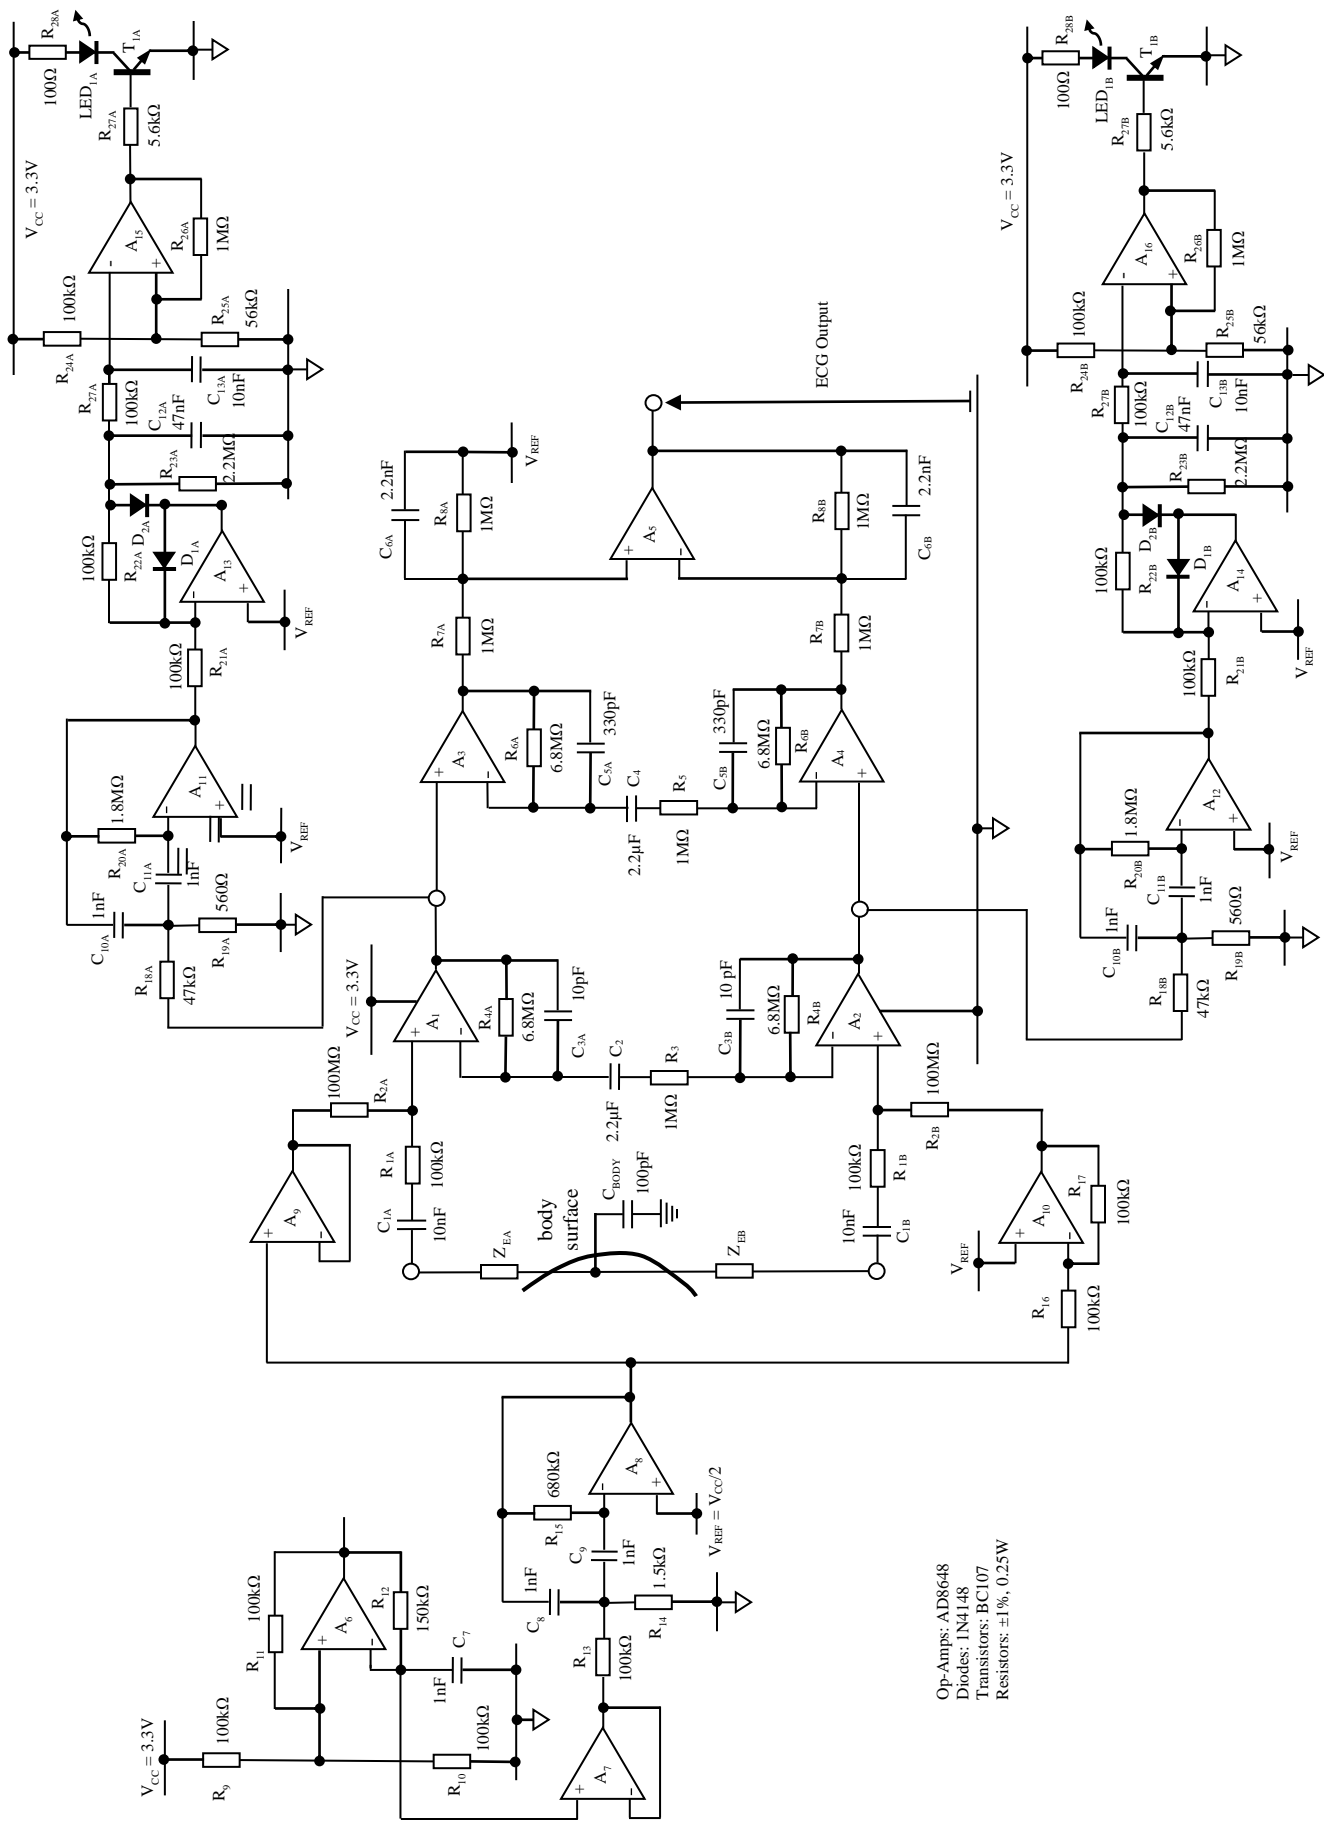 R28A
100Ω
LED1A
T1A
R27A
5.6kΩ
VCC = 3.3V
A15
-
+
R26A
1MΩ
100kΩ
R24A
R25A
56kΩ
R27A
100kΩ
C13A
10nF
C12A
47nF
R23A
2.2MΩ
D2A
100kΩ
R22A
D1A
A13
−
+
VREF
100kΩ
R21A
1.8MΩ
R20A
A11
−
+
VREF
C11A
1nF
1nF
C10A
560Ω
R19A
R18A
47kΩ
R28B
100Ω
LED1B
T1B
R27B
5.6kΩ
VCC = 3.3V
A16
-
+
R26B
1MΩ
100kΩ
R24B
R25B
56kΩ
R27B
100kΩ
C13B
10nF
C12B
47nF
R23B
2.2MΩ
D2B
100kΩ
R22B
D1B
A14
−
+
VREF
100kΩ
R21B
1.8MΩ
R20B
A12
−
+
VREF
C11B
1nF
1nF
C10B
560Ω
R19B
R18B
47kΩ
ECG Output
2.2nF
C6A
R8A
1MΩ
VREF
A5
+
−
R8B
1MΩ
2.2nF
C6B
R7A
1MΩ
R7B
1MΩ
A3
+
−
R6A
6.8MΩ
330pF
C5A
C4
2.2µF
R5
1MΩ
330pF
C5B
6.8MΩ
R6B
A4
−
+
VCC = 3.3V
A1
+
−
R4A
6.8MΩ
10pF
C3A
C2
2.2µF
R3
1MΩ
10 pF
C3B
6.8MΩ
R4B
A2
−
+
100MΩ
R2A
100MΩ
R2B
R1A
100kΩ
C1A
10nF
100kΩ
R1B
10nF
C1B
body
surface
CBODY
100pF
ZEA
ZEB
A9
+
−
A10
+
−
VREF
R17
100kΩ
R16
100kΩ
A8
−
+
680kΩ
R15
VREF = VCC/2
C9
1nF
1nF
C8
1.5kΩ
R14
R13
100kΩ
100kΩ
R11
A6
+
−
R12
150kΩ
C7
1nF
VCC = 3.3V
100kΩ
R9
100kΩ
R10
A7
+
−
Op-Amps: AD8648
Diodes: 1N4148
Transistors: BC107
Resistors: ±1%, 0.25W